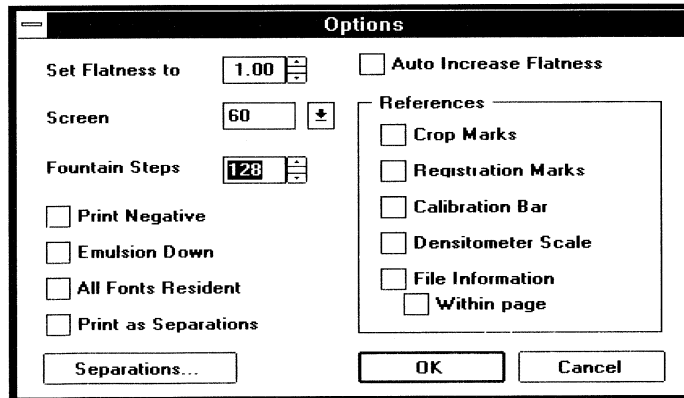 Options
Set Flatness to 1.00
Screen 60
Fountain Steps 128
Print Negative
Emulsion Down
All Fonts Resident
Print as Separations
Separations...
Auto Increase Flatness
References
Crop Marks
Registration Marks
Calibration Bar
Densitometer Scale
File Information
Within page
OK
Cancel